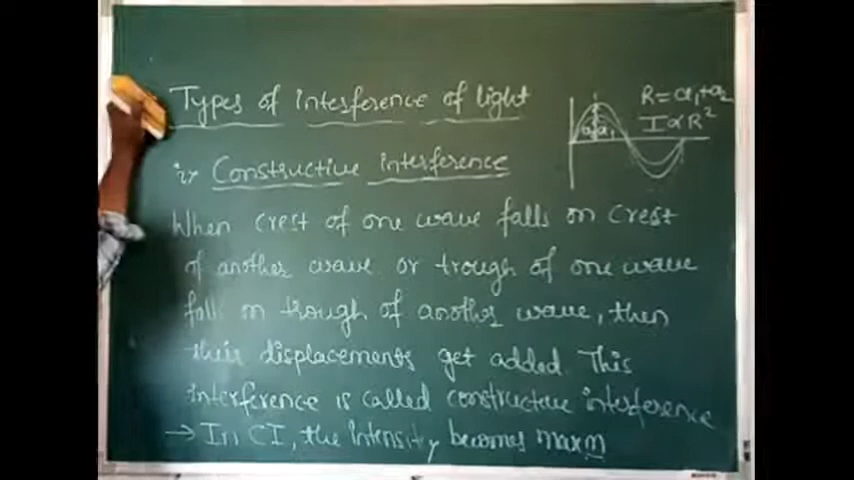 Types of interference of light
R=a₁+a₂
I∝R²
a₂ a₁
i> Constructive interference
When crest of one wave falls on crest
of another wave or trough of one wave
falls on trough of another wave, then
their displacements get added. This
interference is called constructive interference
→ In CI, the intensity becomes maxm